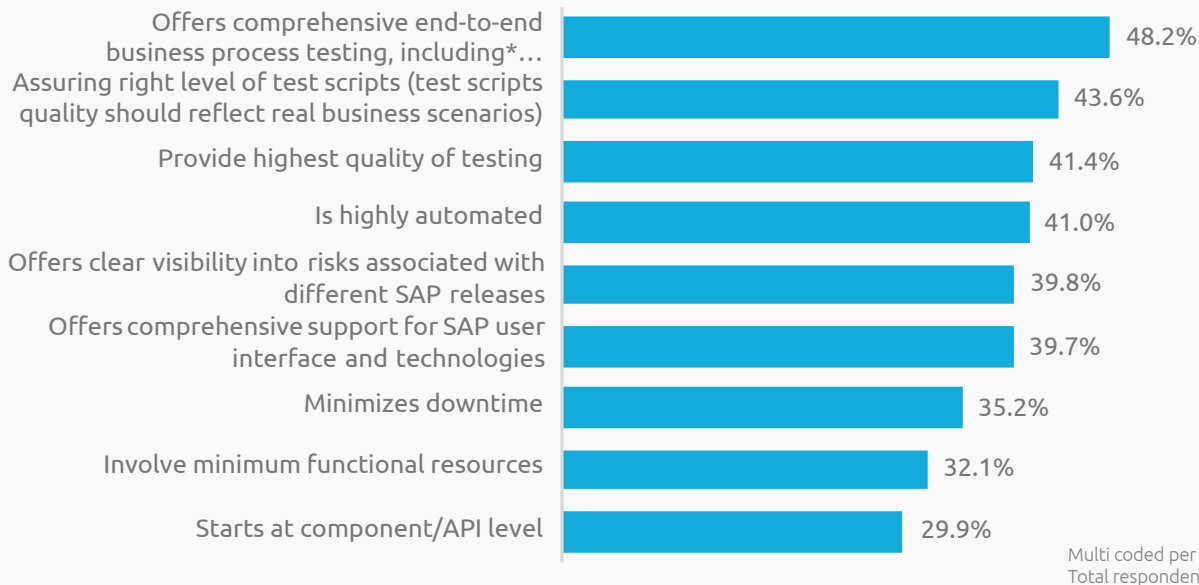 Offers comprehensive end-to-end
business process testing, including*…
48.2%
Assuring right level of test scripts (test scripts
quality should reflect real business scenarios)
43.6%
Provide highest quality of testing
41.4%
Is highly automated
41.0%
Offers clear visibility into risks associated with
different SAP releases
39.8%
Offers comprehensive support for SAP user
interface and technologies
39.7%
Minimizes downtime
35.2%
Involve minimum functional resources
32.1%
Starts at component/API level
29.9%
Multi coded per
Total responden